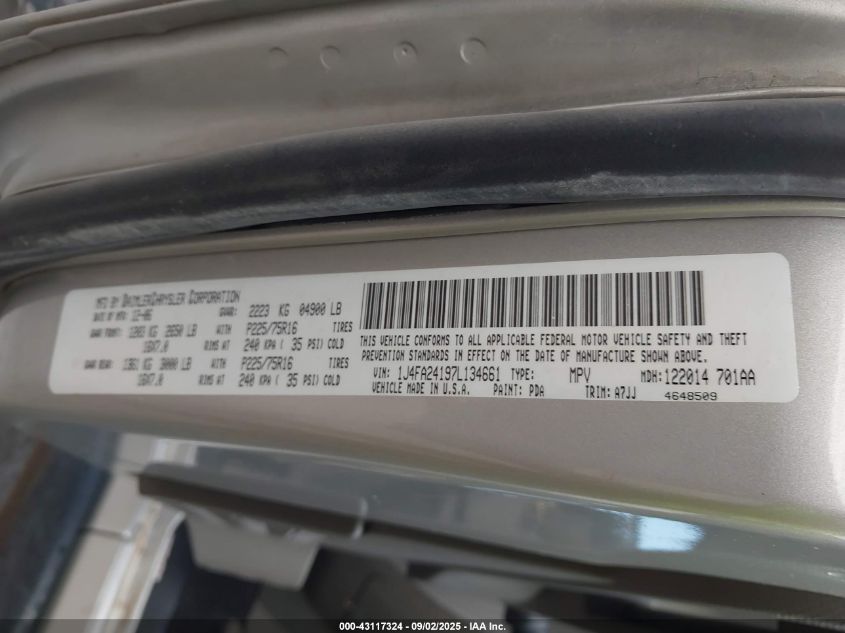 MFD BY DAIMLERCHRYSLER CORPORATION
DATE OF MFR: 12-06 GVWR: 2223 KG 04900 LB
GAWR FRONT: 1203 KG 2650 LB WITH P225/75R16 TIRES
16X7.0 RIMS AT 240 KPA ( 35 PSI) COLD
GAWR REAR: 1361 KG 3000 LB WITH P225/75R16 TIRES
16X7.0 RIMS AT 240 KPA ( 35 PSI) COLD
THIS VEHICLE CONFORMS TO ALL APPLICABLE FEDERAL MOTOR VEHICLE SAFETY AND THEFT
PREVENTION STANDARDS IN EFFECT ON THE DATE OF MANUFACTURE SHOWN ABOVE.
VIN: 1J4FA24197L134661 TYPE: MPV MDH: 122014 701AA
VEHICLE MADE IN U.S.A. PAINT: PDA TRIM: A7JJ 4648509
000-43117324 - 09/02/2025 - IAA Inc.